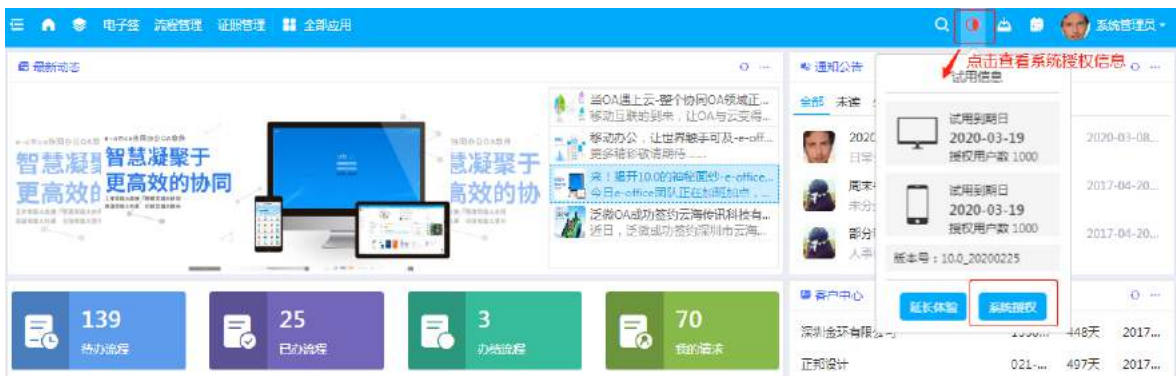 电子签 流程管理 证照管理 全部应用
系统管理员
点击查看系统授权信息
最新动态
通知公告
试用信息
全部 未读
智慧凝聚于
更高效的协同
当OA遇上云-整个协同OA领域正...
移动互联的到来，让OA与云变得...
移动办公，让世界触手可及-e-off...
更多精彩敬请期待......
来！揭开10.0的神秘面纱-e-office...
今日e-office团队正在加班加点，...
泛微OA成功签约云海传讯科技有...
近日，泛微成功签约深圳市云海...
2020
2020-03-08...
日常
周末
2017-04-20...
未分
部分
2017-04-20...
人事
试用到期日
2020-03-19
授权用户数 1000
试用到期日
2020-03-19
授权用户数 1000
版本号：10.0_20200225
延长体验
系统授权
139
待办流程
25
已办流程
3
办结流程
70
我的请求
客户中心
深圳金环有限公司
448天 2017...
正邦设计
021-... 497天 2017...